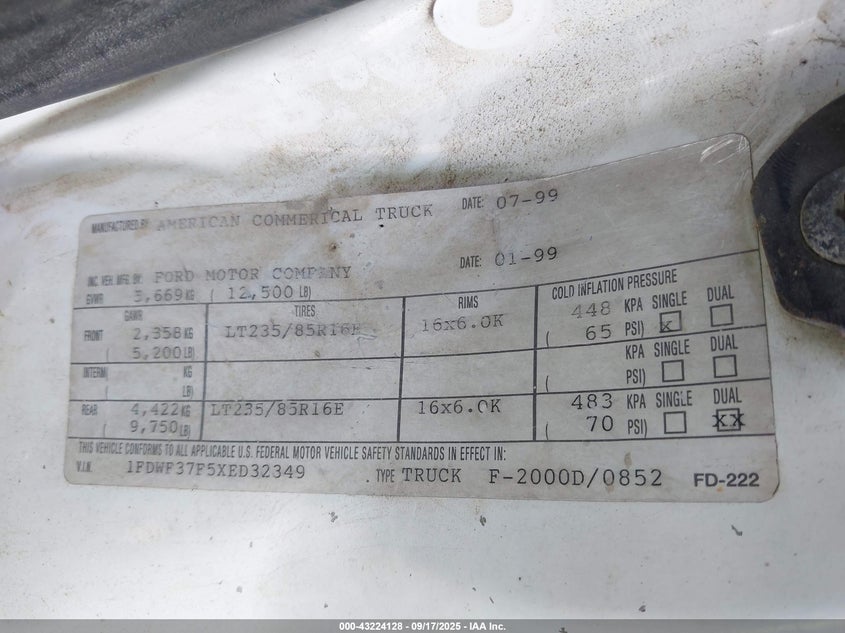 MANUFACTURED BY: AMERICAN COMMERICAL TRUCK DATE: 07-99
INC. VEH. MFG. BY: FORD MOTOR COMPANY DATE: 01-99
GVWR 5,669 KG ( 12,500 LB)
GAWR TIRES RIMS COLD INFLATION PRESSURE
FRONT 2,358 KG LT235/85R16E 16x6.0K 448 KPA SINGLE DUAL
( 5,200 LB) ( 65 PSI) x
INTERM KG KPA SINGLE DUAL
LB) ( PSI)
REAR 4,422 KG LT235/85R16E 16x6.0K 483 KPA SINGLE DUAL
( 9,750 LB) ( 70 PSI) xx
THIS VEHICLE CONFORMS TO ALL APPLICABLE U.S. FEDERAL MOTOR VEHICLE SAFETY STANDARDS IN EFFECT IN:
V.I.N. 1FDWF37F5XED32349 TYPE TRUCK F-2000D/0852 FD-222
000-43224128 - 09/17/2025 - IAA Inc.